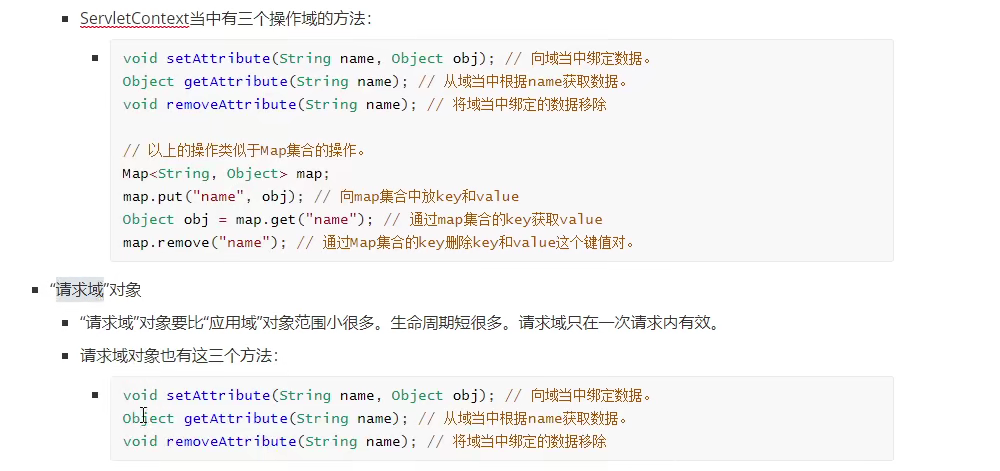 ServletContext当中有三个操作域的方法：
void setAttribute(String name, Object obj); // 向域当中绑定数据。
Object getAttribute(String name); // 从域当中根据name获取数据。
void removeAttribute(String name); // 将域当中绑定的数据移除
// 以上的操作类似于Map集合的操作。
Map<String, Object> map;
map.put("name", obj); // 向map集合中放key和value
Object obj = map.get("name"); // 通过map集合的key获取value
map.remove("name"); // 通过Map集合的key删除key和value这个键值对。
“请求域”对象
“请求域”对象要比“应用域”对象范围小很多。生命周期短很多。请求域只在一次请求内有效。
请求域对象也有这三个方法：
void setAttribute(String name, Object obj); // 向域当中绑定数据。
Object getAttribute(String name); // 从域当中根据name获取数据。
void removeAttribute(String name); // 将域当中绑定的数据移除